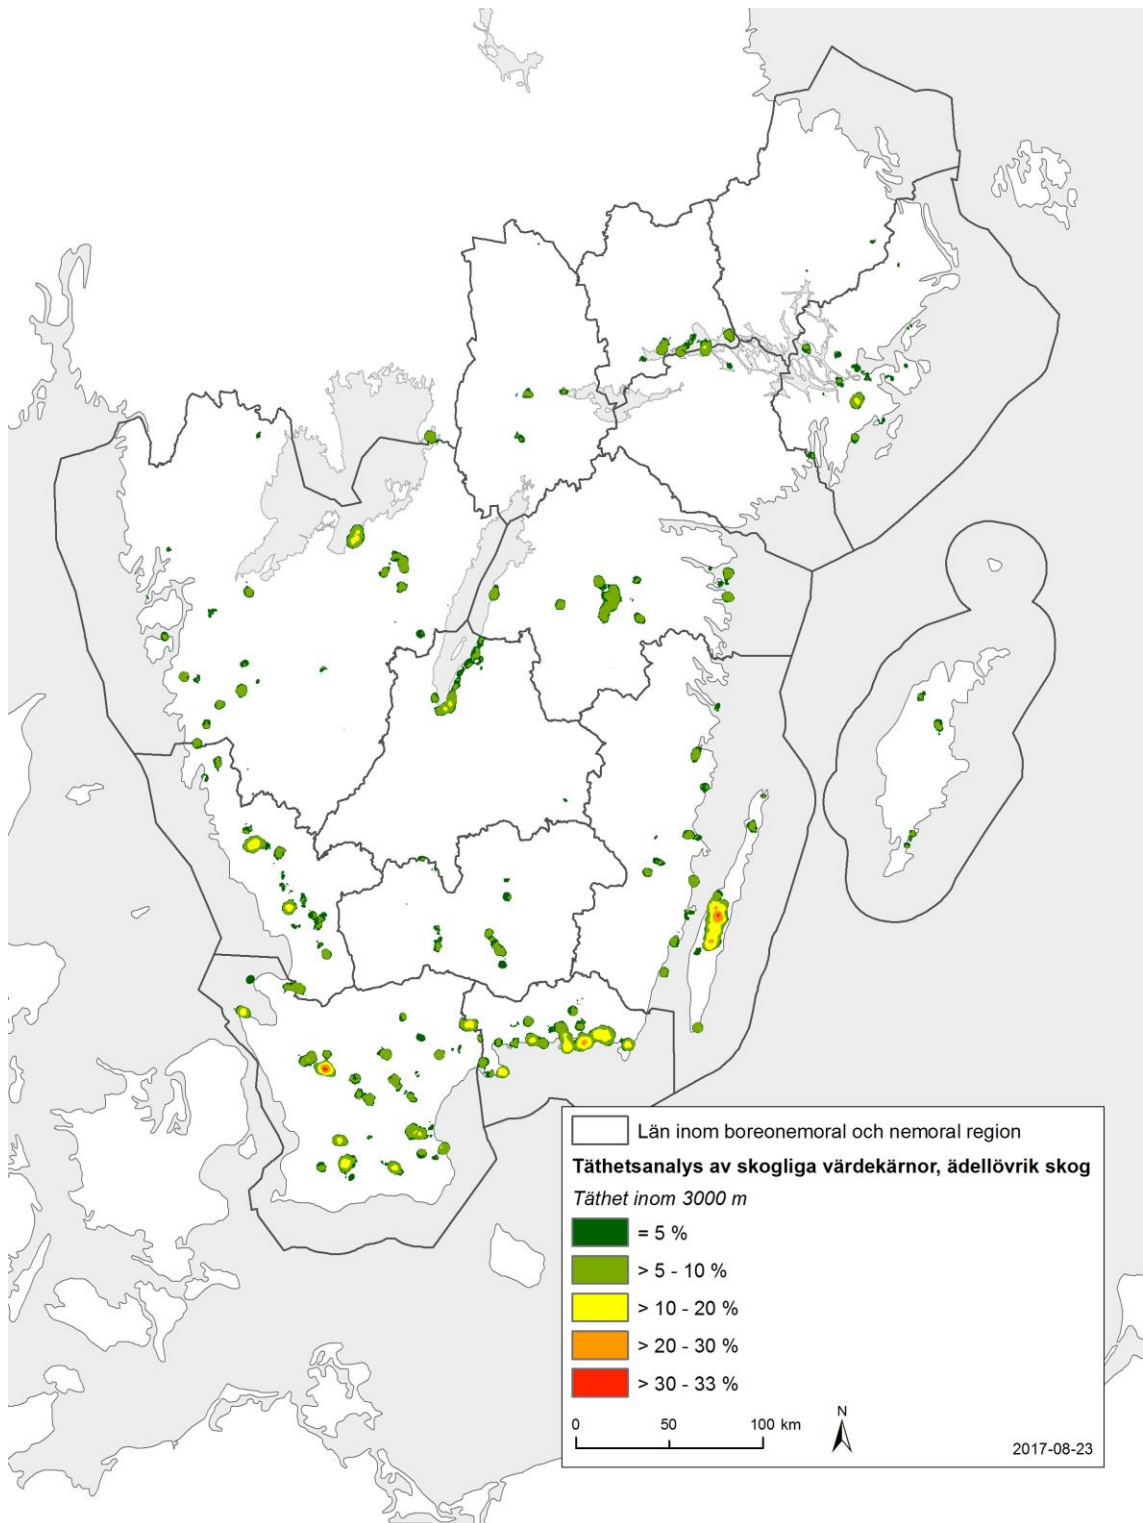 Län inom boreonemoral och nemoral region
Täthetsanalys av skogliga värdekärnor, ädellövrik skog
Täthet inom 3000 m
= 5 %
> 5 - 10 %
> 10 - 20 %
> 20 - 30 %
> 30 - 33 %
0 50 100 km
N
2017-08-23